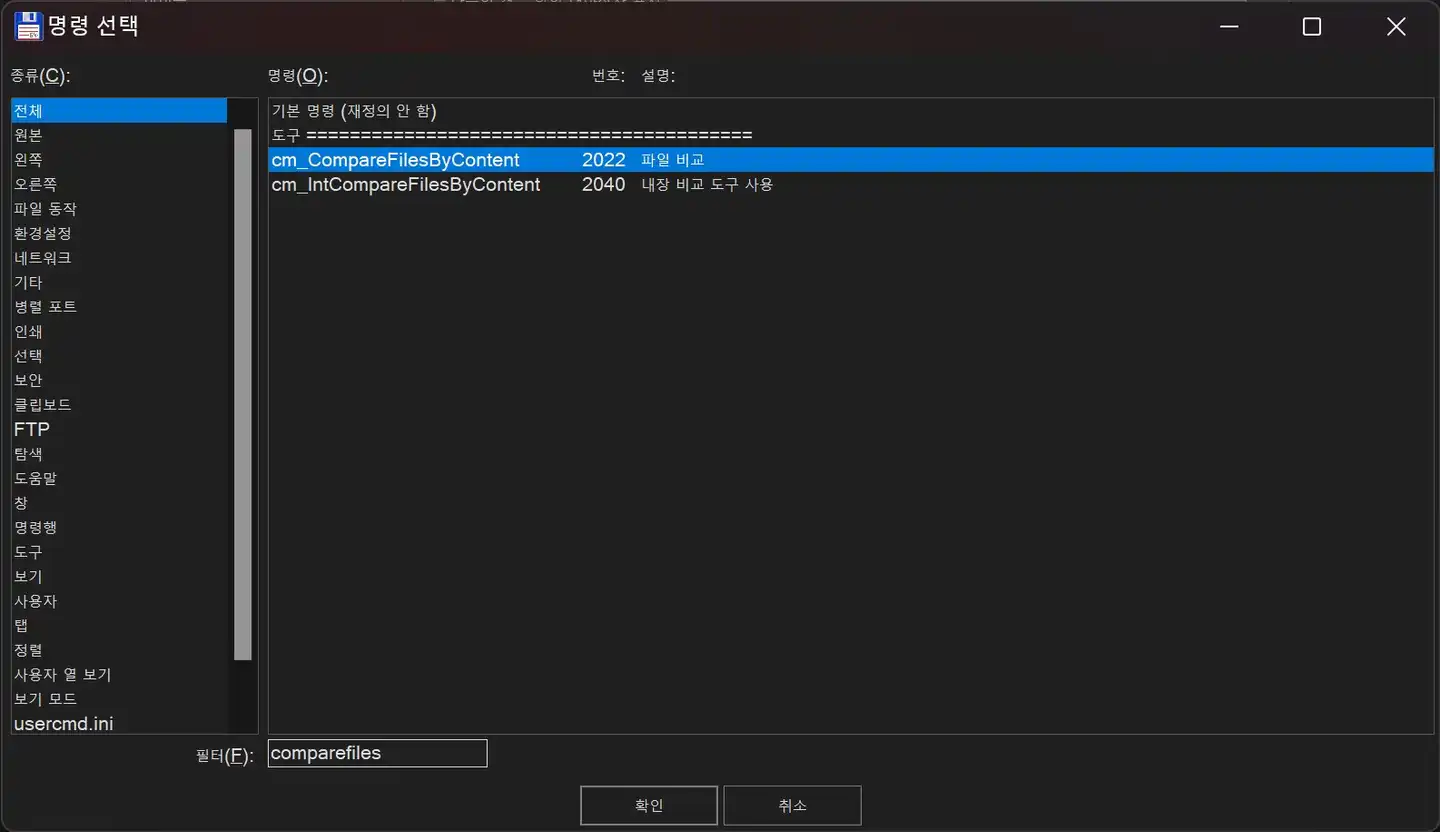 명령 선택
종류(C):
명령(O): 번호: 설명:
전체
원본
왼쪽
오른쪽
파일 동작
환경설정
네트워크
기타
병렬 포트
인쇄
선택
보안
클립보드
FTP
탐색
도움말
창
명령행
도구
보기
사용자
탭
정렬
사용자 열 보기
보기 모드
usercmd.ini
기본 명령 (재정의 안 함)
도구 =========================================
cm_CompareFilesByContent 2022 파일 비교
cm_IntCompareFilesByContent 2040 내장 비교 도구 사용
필터(F): comparefiles
확인 취소